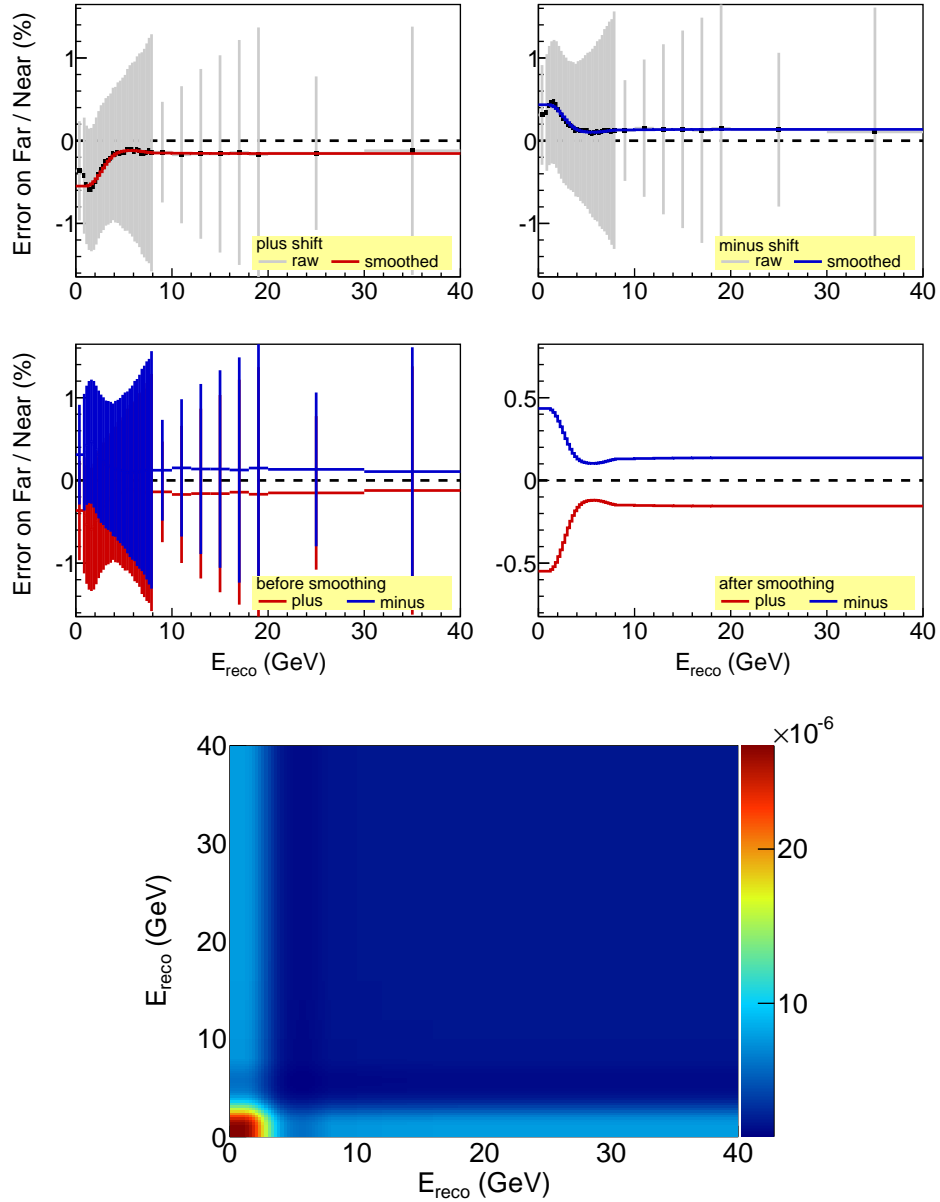 Error on Far / Near (%)
1
0
-1
plus shift
raw smoothed
0 10 20 30 40
1
0
-1
minus shift
raw smoothed
0 10 20 30 40
Error on Far / Near (%)
1
0
-1
before smoothing
plus minus
0 10 20 30 40
E_reco (GeV)
0.5
0
-0.5
after smoothing
plus minus
0 10 20 30 40
E_reco (GeV)
×10^-6
E_reco (GeV)
40
30
20
10
0
20
10
0 10 20 30 40
E_reco (GeV)